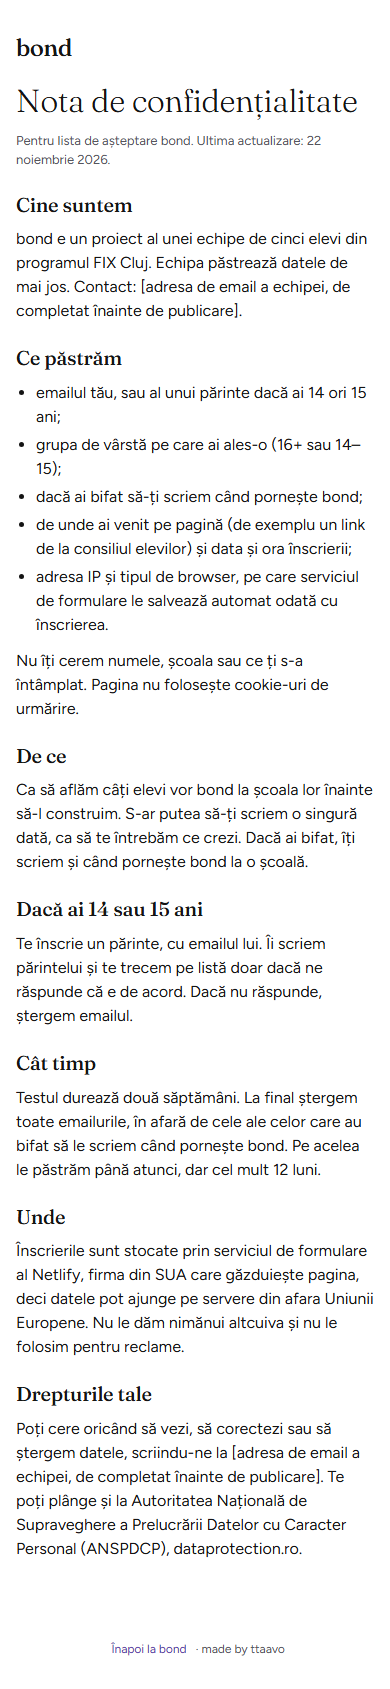 bond
Nota de confidențialitate
Pentru lista de așteptare bond. Ultima actualizare: 22
noiembrie 2026.
Cine suntem
bond e un proiect al unei echipe de cinci elevi din
programul FIX Cluj. Echipa păstrează datele de
mai jos. Contact: [adresa de email a echipei, de
completat înainte de publicare].
Ce păstrăm
• emailul tău, sau al unui părinte dacă ai 14 ori 15
ani;
• grupa de vârstă pe care ai ales-o (16+ sau 14–
15);
• dacă ai bifat să-ți scriem când pornește bond;
• de unde ai venit pe pagină (de exemplu un link
de la consiliul elevilor) și data și ora înscrierii;
• adresa IP și tipul de browser, pe care serviciul
de formulare le salvează automat odată cu
înscrierea.
Nu îți cerem numele, școala sau ce ți s-a
întâmplat. Pagina nu folosește cookie-uri de
urmărire.
De ce
Ca să aflăm câți elevi vor bond la școala lor înainte
să-l construim. S-ar putea să-ți scriem o singură
dată, ca să te întrebăm ce crezi. Dacă ai bifat, îți
scriem și când pornește bond la o școală.
Dacă ai 14 sau 15 ani
Te înscrie un părinte, cu emailul lui. Îi scriem
părintelui și te trecem pe listă doar dacă ne
răspunde că e de acord. Dacă nu răspunde,
ștergem emailul.
Cât timp
Testul durează două săptămâni. La final ștergem
toate emailurile, în afară de cele ale celor care au
bifat să le scriem când pornește bond. Pe acelea
le păstrăm până atunci, dar cel mult 12 luni.
Unde
Înscrierile sunt stocate prin serviciul de formulare
al Netlify, firma din SUA care găzduiește pagina,
deci datele pot ajunge pe servere din afara Uniunii
Europene. Nu le dăm nimănui altcuiva și nu le
folosim pentru reclame.
Drepturile tale
Poți cere oricând să vezi, să corectezi sau să
ștergem datele, scriindu-ne la [adresa de email a
echipei, de completat înainte de publicare]. Te
poți plânge și la Autoritatea Națională de
Supraveghere a Prelucrării Datelor cu Caracter
Personal (ANSPDCP), dataprotection.ro.
Înapoi la bond · made by ttaavo